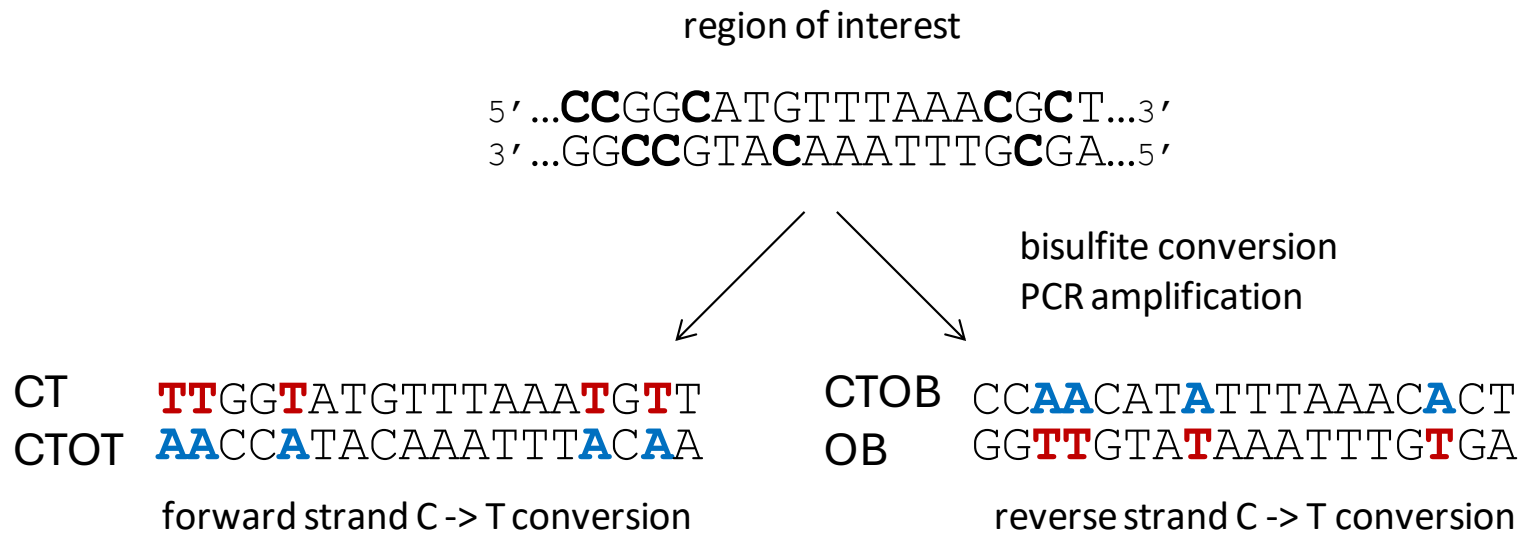 region of interest
5’...CCGGCATGTTTAAACGCT...3’
3’...GGCCGTACAAATTTGCGA...5’
bisulfite conversion
PCR amplification
CT TTGGTATGTTTAAATGTT
CTOT AACCATACAAATTTACAA
forward strand C -> T conversion
CTOB CCAACATATTTAAACACT
OB GGTTGTATAAATTTGTGA
reverse strand C -> T conversion